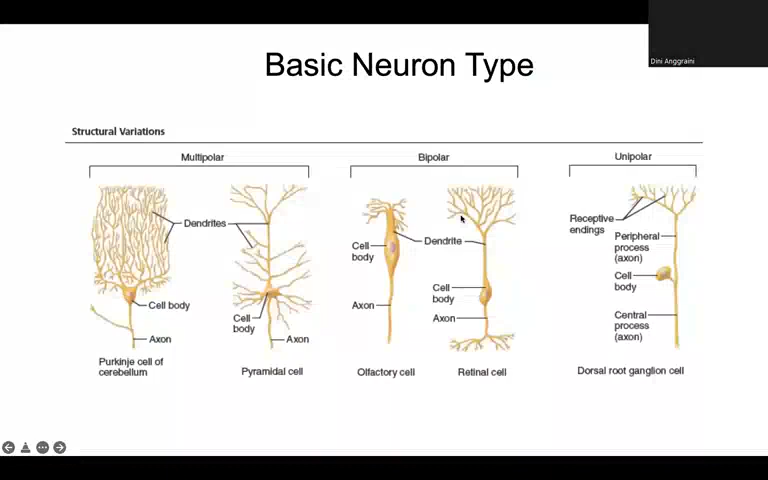 Dini Anggraini
Basic Neuron Type
Structural Variations
Multipolar
Bipolar
Unipolar
Dendrites
Cell body
Axon
Purkinje cell of
cerebellum
Cell
body
Axon
Pyramidal cell
Cell
body
Axon
Olfactory cell
Dendrite
Cell
body
Axon
Retinal cell
Receptive
endings
Peripheral
process
(axon)
Cell
body
Central
process
(axon)
Dorsal root ganglion cell